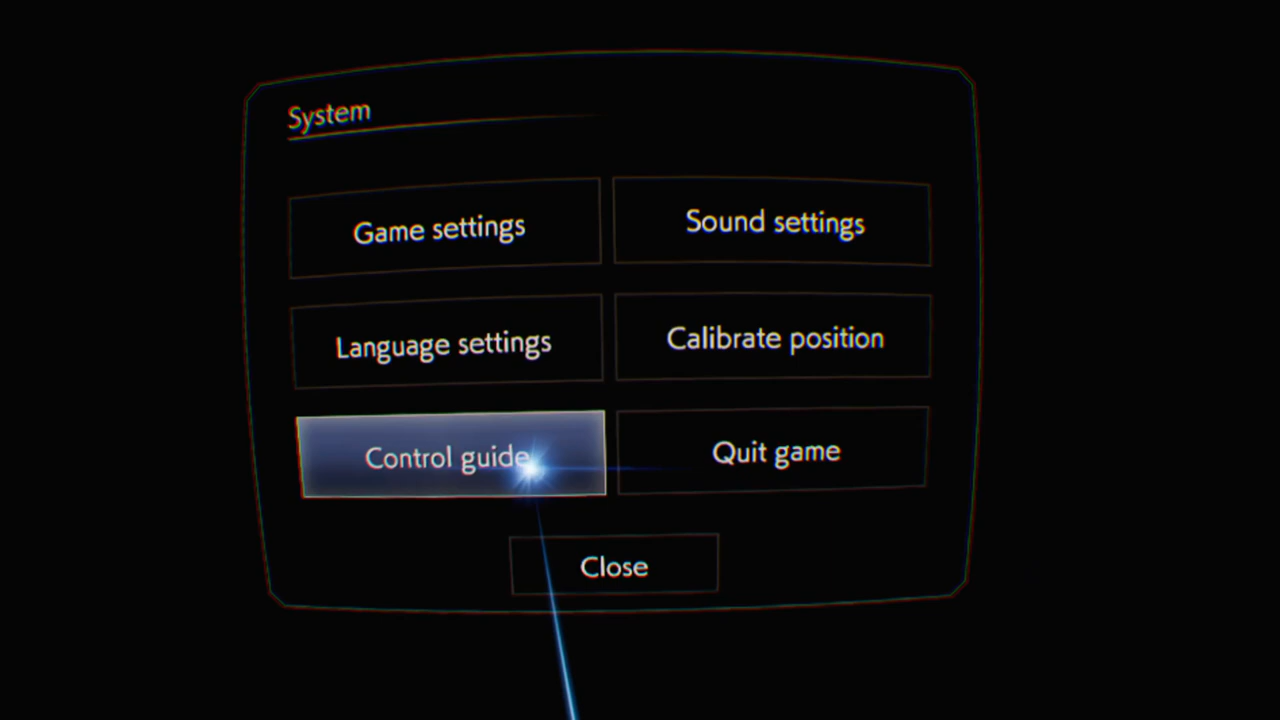 System
Game settings
Sound settings
Language settings
Calibrate position
Control guide
Quit game
Close